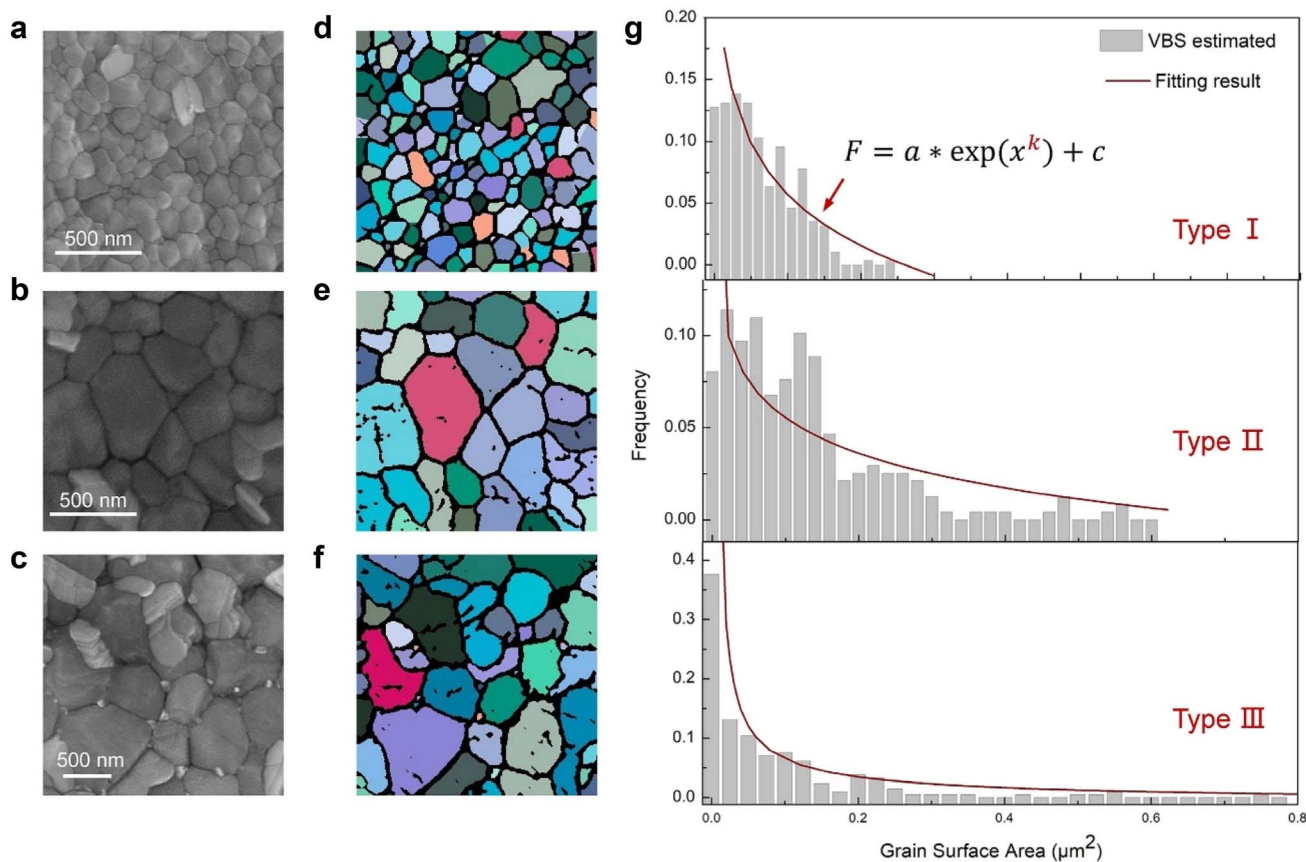 a
500 nm
b
500 nm
c
500 nm
d
e
f
g
0.20
0.15
0.10
0.05
0.00
VBS estimated
Fitting result
F = a * exp(x^k) + c
Type Ⅰ
0.10
0.05
0.00
Type Ⅱ
Frequency
0.4
0.3
0.2
0.1
0.0
Type Ⅲ
0.0 0.2 0.4 0.6 0.8
Grain Surface Area (μm²)